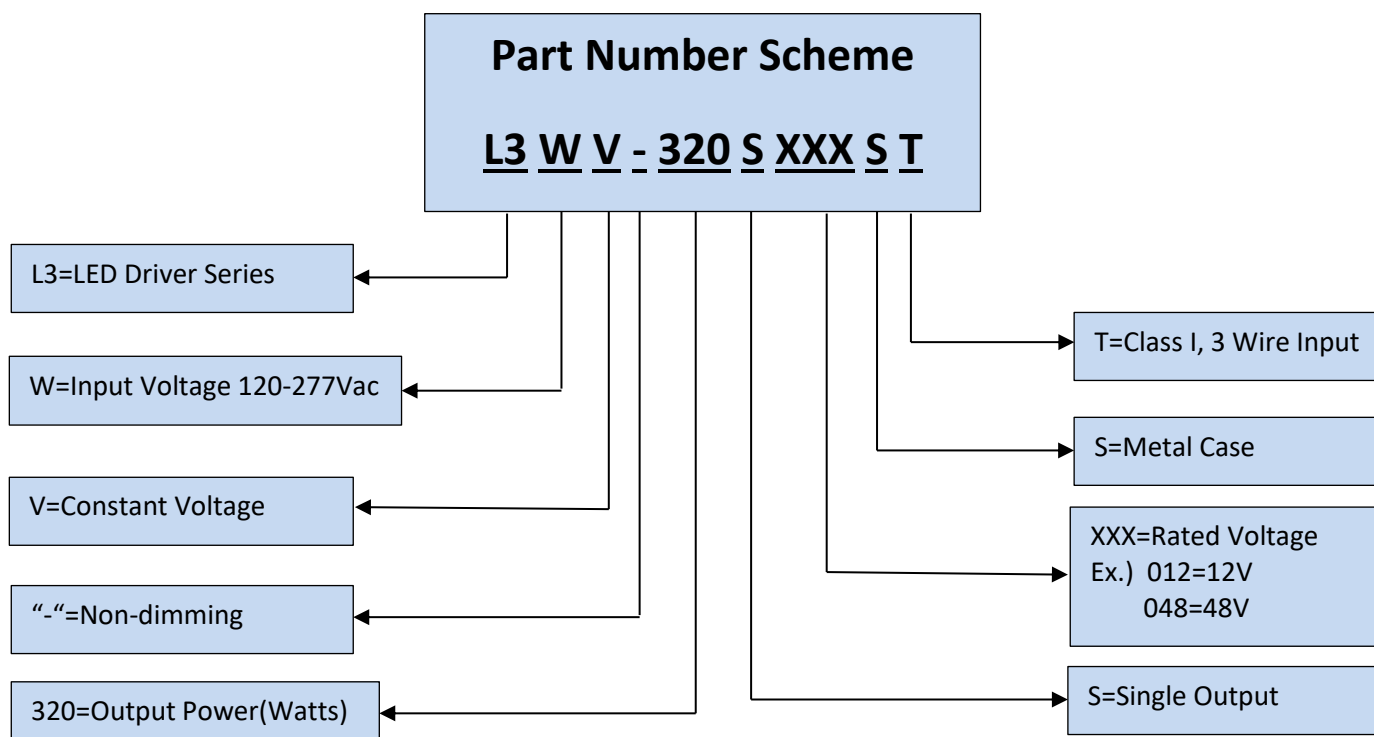 Part Number Scheme
L3 W V - 320 S XXX S T
L3=LED Driver Series
W=Input Voltage 120-277Vac
V=Constant Voltage
“-“=Non-dimming
320=Output Power(Watts)
T=Class I, 3 Wire Input
S=Metal Case
XXX=Rated Voltage
Ex.) 012=12V
048=48V
S=Single Output